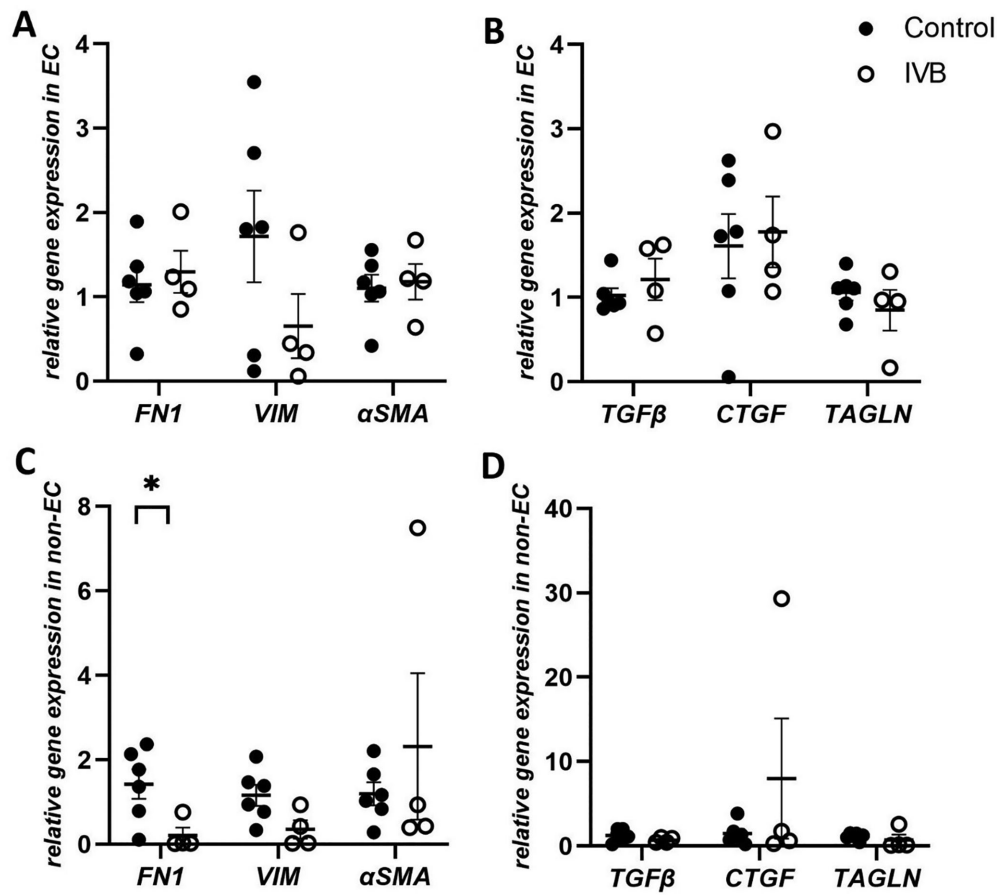 A
relative gene expression in EC
4
3
2
1
0
FN1 VIM αSMA
B
relative gene expression in EC
4
3
2
1
0
TGFβ CTGF TAGLN
Control
IVB
C
relative gene expression in non-EC
8
6
4
2
0
*
FN1 VIM αSMA
D
relative gene expression in non-EC
40
30
20
10
0
TGFβ CTGF TAGLN